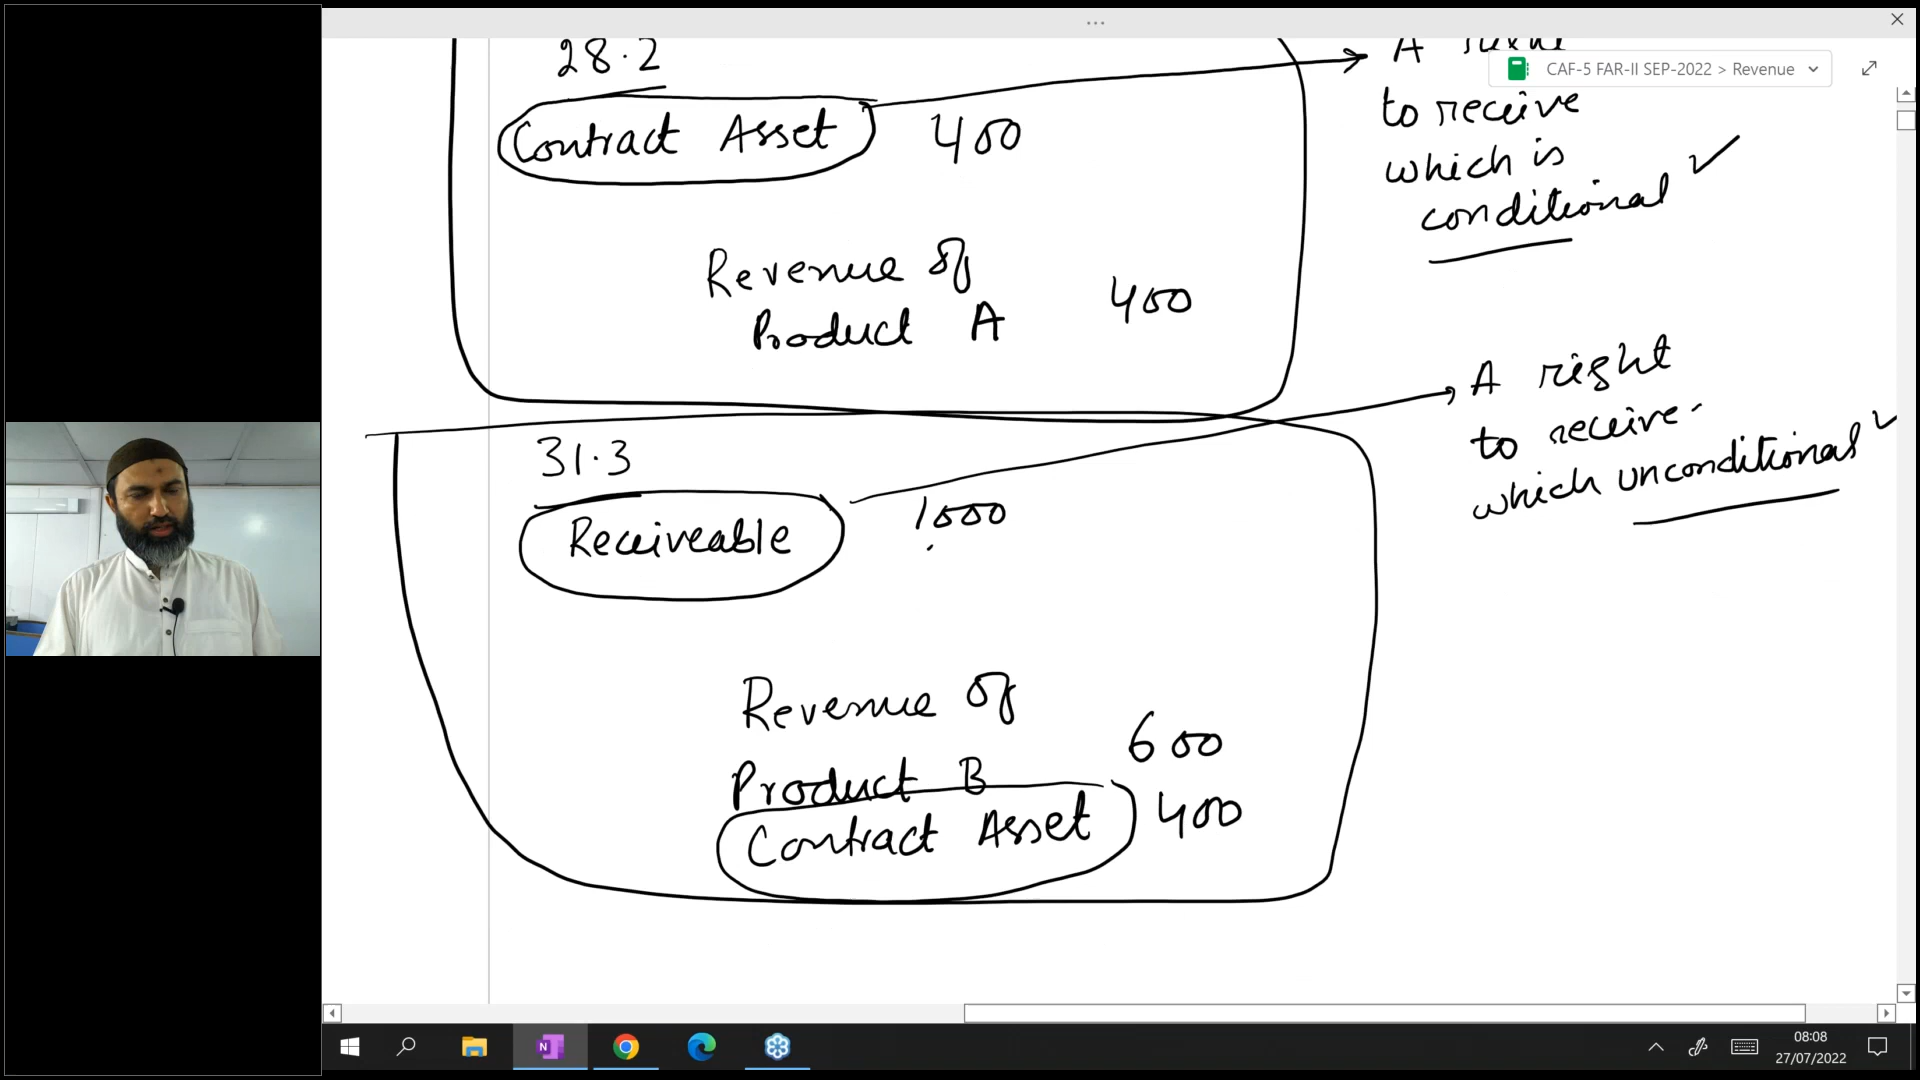 CAF-5 FAR-II SEP-2022 > Revenue
28.2
Contract Asset 400
Revenue of
Product A 400
A
to receive
which is
conditional
31.3
Receiveable 1000
A right
to receive
which unconditional
Revenue of
Product B 600
Contract Asset 400
08:08
27/07/2022